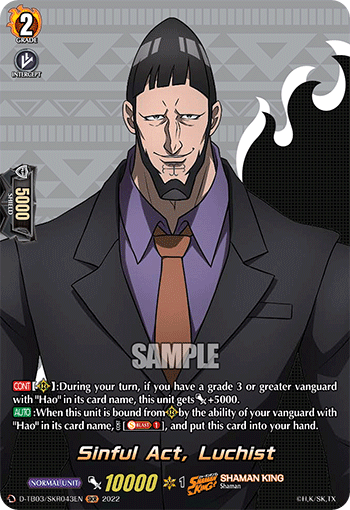 2
GRADE
INTERCEPT
5000
SHIELD
SAMPLE
CONT [ ]:During your turn, if you have a grade 3 or greater vanguard
with "Hao" in its card name, this unit gets +5000.
AUTO :When this unit is bound from by the ability of your vanguard with
"Hao" in its card name, [ BLAST 1 ], and put this card into your hand.
Sinful Act, Luchist
NORMAL UNIT 10000 1 SHAMAN KING SHAMAN KING
Shaman
D-TB03/SKR043EN 2022 ©H.K/SK,TX